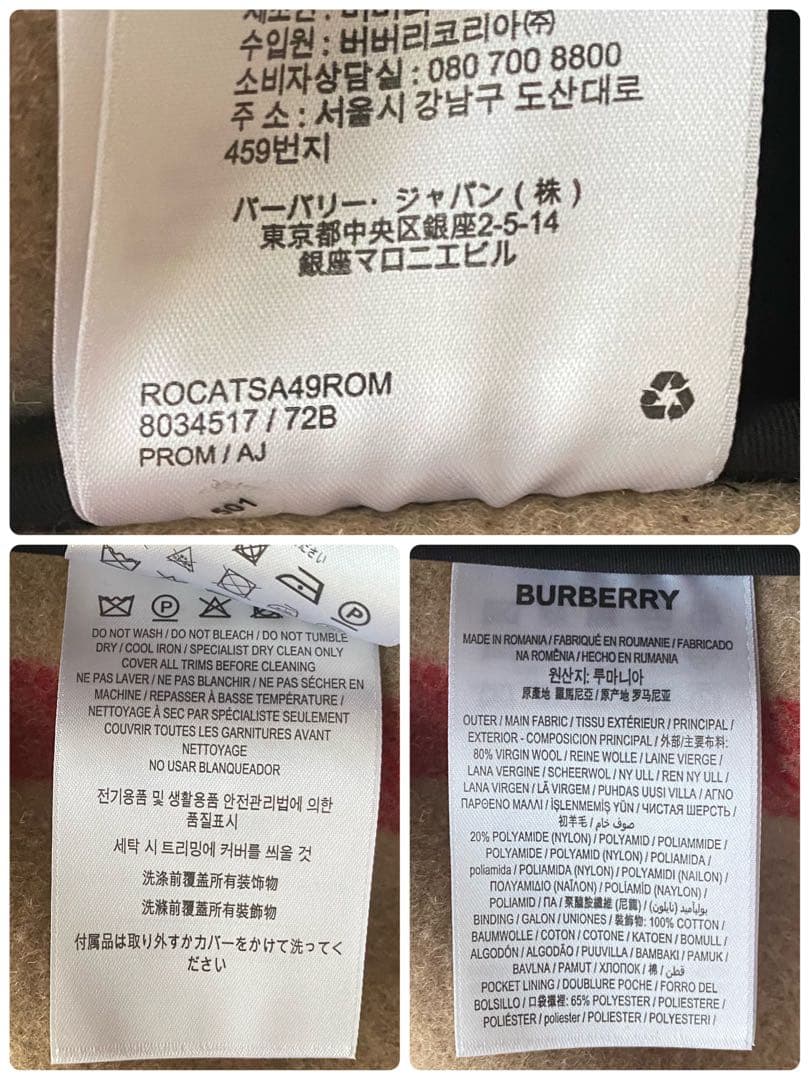 제조원 : 버버리
수입원 : 버버리코리아㈜
소비자상담실 : 080 700 8800
주 소 : 서울시 강남구 도산대로
459번지
バーバリー・ジャパン ( 株 )
東京都中央区銀座2-5-14
銀座マロニエビル
ROCATSA49ROM
8034517 / 72B
PROM / AJ
601
ださい
DO NOT WASH / DO NOT BLEACH / DO NOT TUMBLE
DRY / COOL IRON / SPECIALIST DRY CLEAN ONLY
COVER ALL TRIMS BEFORE CLEANING
NE PAS LAVER / NE PAS BLANCHIR / NE PAS SÉCHER EN
MACHINE / REPASSER À BASSE TEMPÉRATURE /
NETTOYAGE À SEC PAR SPÉCIALISTE SEULEMENT
COUVRIR TOUTES LES GARNITURES AVANT
NETTOYAGE
NO USAR BLANQUEADOR
전기용품 및 생활용품 안전관리법에 의한
품질표시
세탁 시 트리밍에 커버를 씌울 것
洗涤前覆盖所有装饰物
洗滌前覆蓋所有裝飾物
付属品は取り外すかカバーをかけて洗ってく
ださい
BURBERRY
MADE IN ROMANIA / FABRIQUÉ EN ROUMANIE / FABRICADO
NA ROMÊNIA / HECHO EN RUMANIA
원산지: 루마니아
原產地 羅馬尼亞 / 原产地 罗马尼亚
OUTER / MAIN FABRIC / TISSU EXTÉRIEUR / PRINCIPAL /
EXTERIOR - COMPOSICION PRINCIPAL / 外部/主要布料:
80% VIRGIN WOOL / REINE WOLLE / LAINE VIERGE /
LANA VERGINE / SCHEERWOL / NY ULL / REN NY ULL /
LANA VIRGEN / LÃ VIRGEM / PUHDAS UUSI VILLA / ΑΓΝΟ
ΠΑΡΘΕΝΟ ΜΑΛΛΙ / İŞLENMEMİŞ YÜN / ЧИСТАЯ ШЕРСТЬ /
初羊毛 / صوف خام
20% POLYAMIDE (NYLON) / POLYAMID / POLIAMMIDE /
POLYAMIDE / POLYAMID (NYLON) / POLIAMIDA /
poliamida / POLIAMIDA (NYLON) / POLYAMIDI (NAILON) /
ΠΟΛΥΑΜΙΔΙΟ (ΝΑΪΛΟΝ) / POLİAMİD (NAYLON) /
POLIAMID / ПА / 聚醯胺纖維 (尼龍) / بوليأميد (نايلون)
BINDING / GALON / UNIONES / 裝飾物: 100% COTTON /
BAUMWOLLE / COTON / COTONE / KATOEN / BOMULL /
ALGODÓN / ALGODÃO / PUUVILLA / ΒΑΜΒΑΚΙ / PAMUK /
BAVLNA / PAMUT / ХЛОПОК / 棉 / قطن
POCKET LINING / DOUBLURE POCHE / FORRO DEL
BOLSILLO / 口袋襯裡: 65% POLYESTER / POLIESTERE /
POLIÉSTER / poliester / POLIESTER / POLYESTERI /